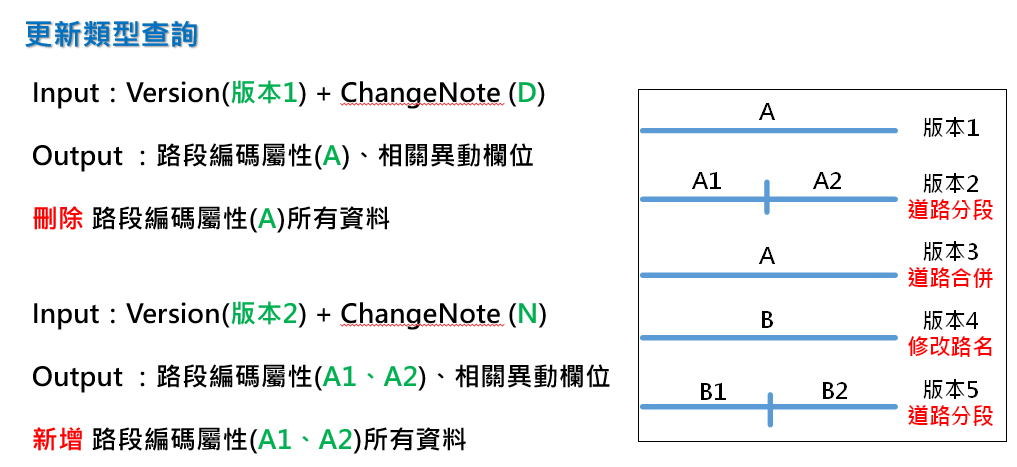 更新類型查詢
Input：Version(版本1) + ChangeNote (D)
Output ：路段編碼屬性(A)、相關異動欄位
刪除 路段編碼屬性(A)所有資料
Input：Version(版本2) + ChangeNote (N)
Output ：路段編碼屬性(A1、A2)、相關異動欄位
新增 路段編碼屬性(A1、A2)所有資料
A
版本1
A1 A2
版本2
道路分段
A
版本3
道路合併
B
版本4
修改路名
B1 B2
版本5
道路分段